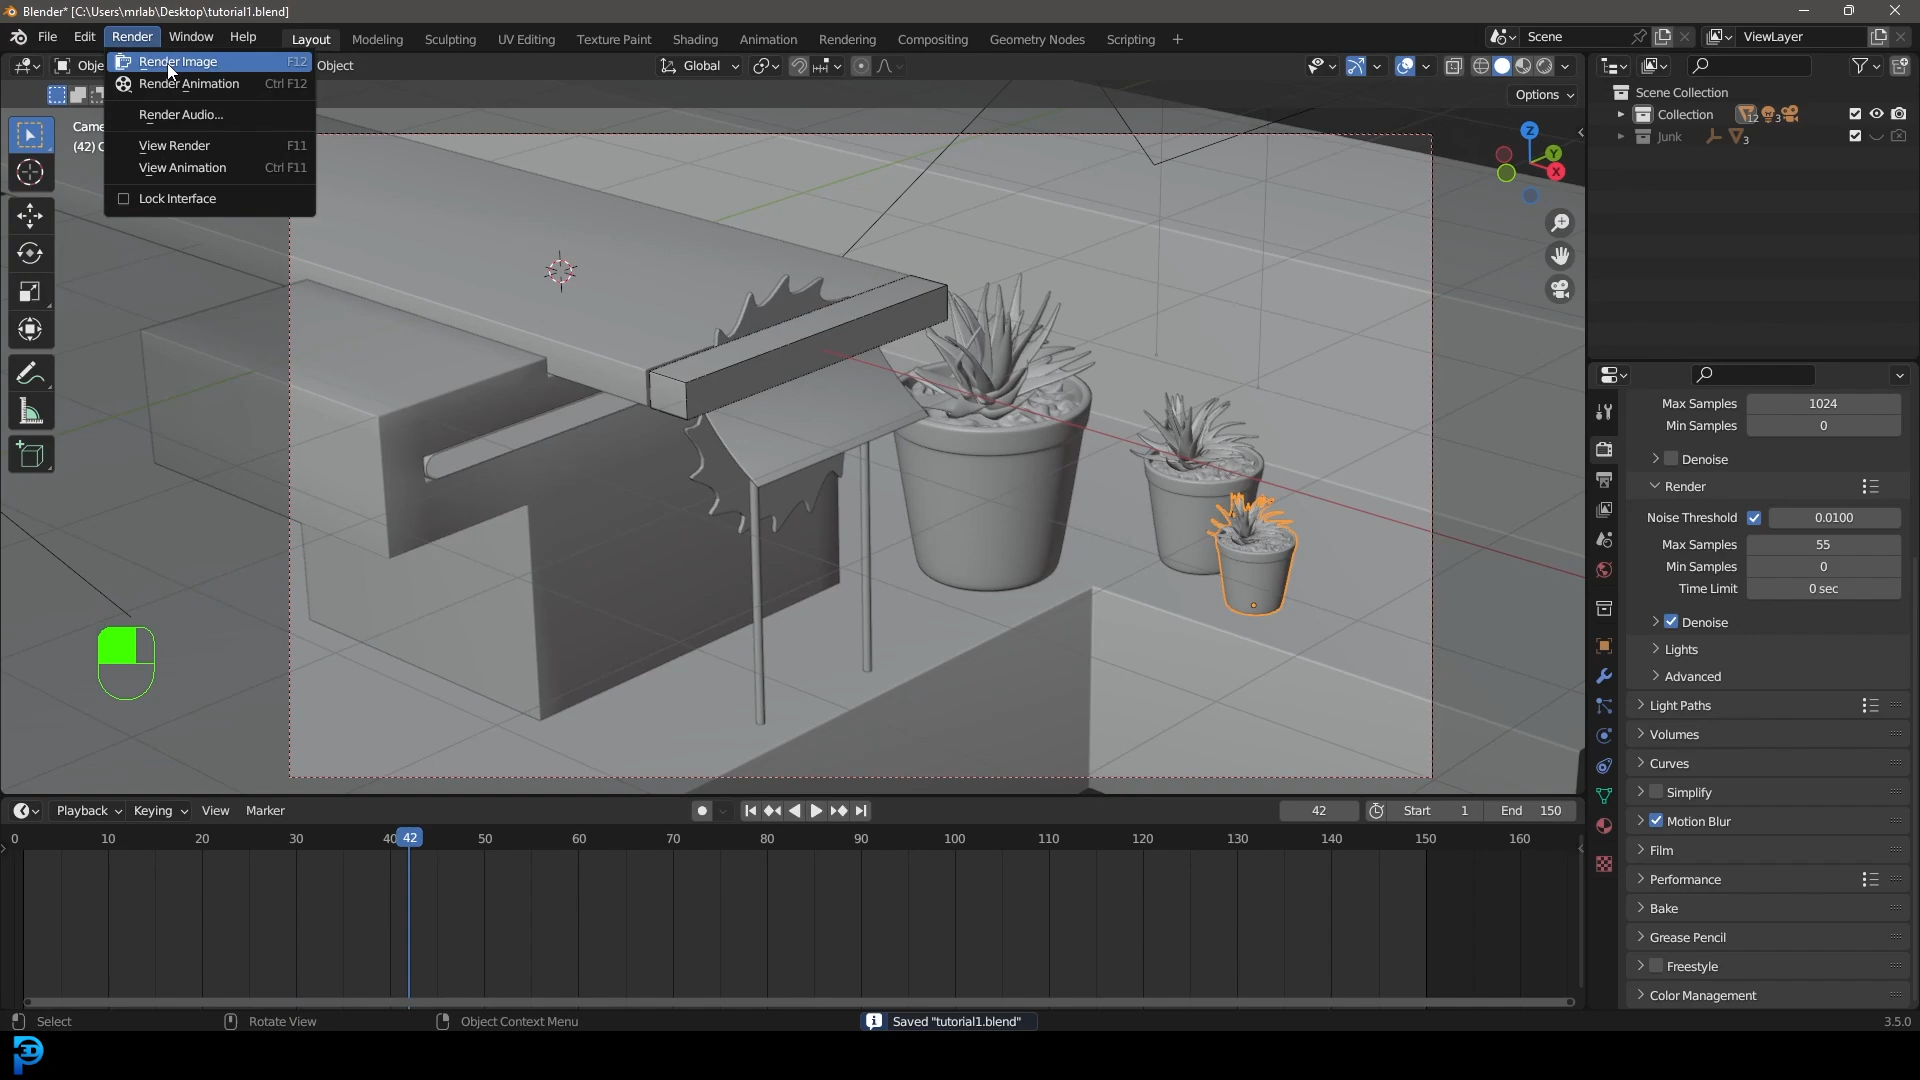 Blender* [C:\Users\mrlab\Desktop\tutorial1.blend]
File Edit Render Window Help Layout Modeling Sculpting UV Editing Texture Paint Shading Animation Rendering Compositing Geometry Nodes Scripting + Scene ViewLayer
Object Global
Render Image F12
Render Animation Ctrl F12
Render Audio...
View Render F11
View Animation Ctrl F11
Lock Interface
Options
Z
Y
X
Scene Collection
Collection 12 3
Junk 3
Max Samples 1024
Min Samples 0
Denoise
Render
Noise Threshold 0.0100
Max Samples 55
Min Samples 0
Time Limit 0 sec
Denoise
Lights
Advanced
Light Paths
Volumes
Curves
Simplify
Motion Blur
Film
Performance
Bake
Grease Pencil
Freestyle
Color Management
Playback Keying View Marker 42 Start 1 End 150
0 10 20 30 40 42 50 60 70 80 90 100 110 120 130 140 150 160
Select Rotate View Object Context Menu Saved "tutorial1.blend" 3.5.0